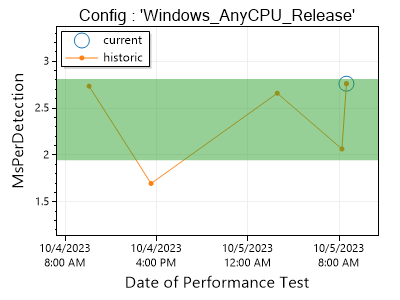 Config : 'Windows_AnyCPU_Release'
current
historic
MsPerDetection
3
2.5
2
1.5
10/4/2023 10/4/2023 10/5/2023 10/5/2023
8:00 AM 4:00 PM 12:00 AM 8:00 AM
Date of Performance Test